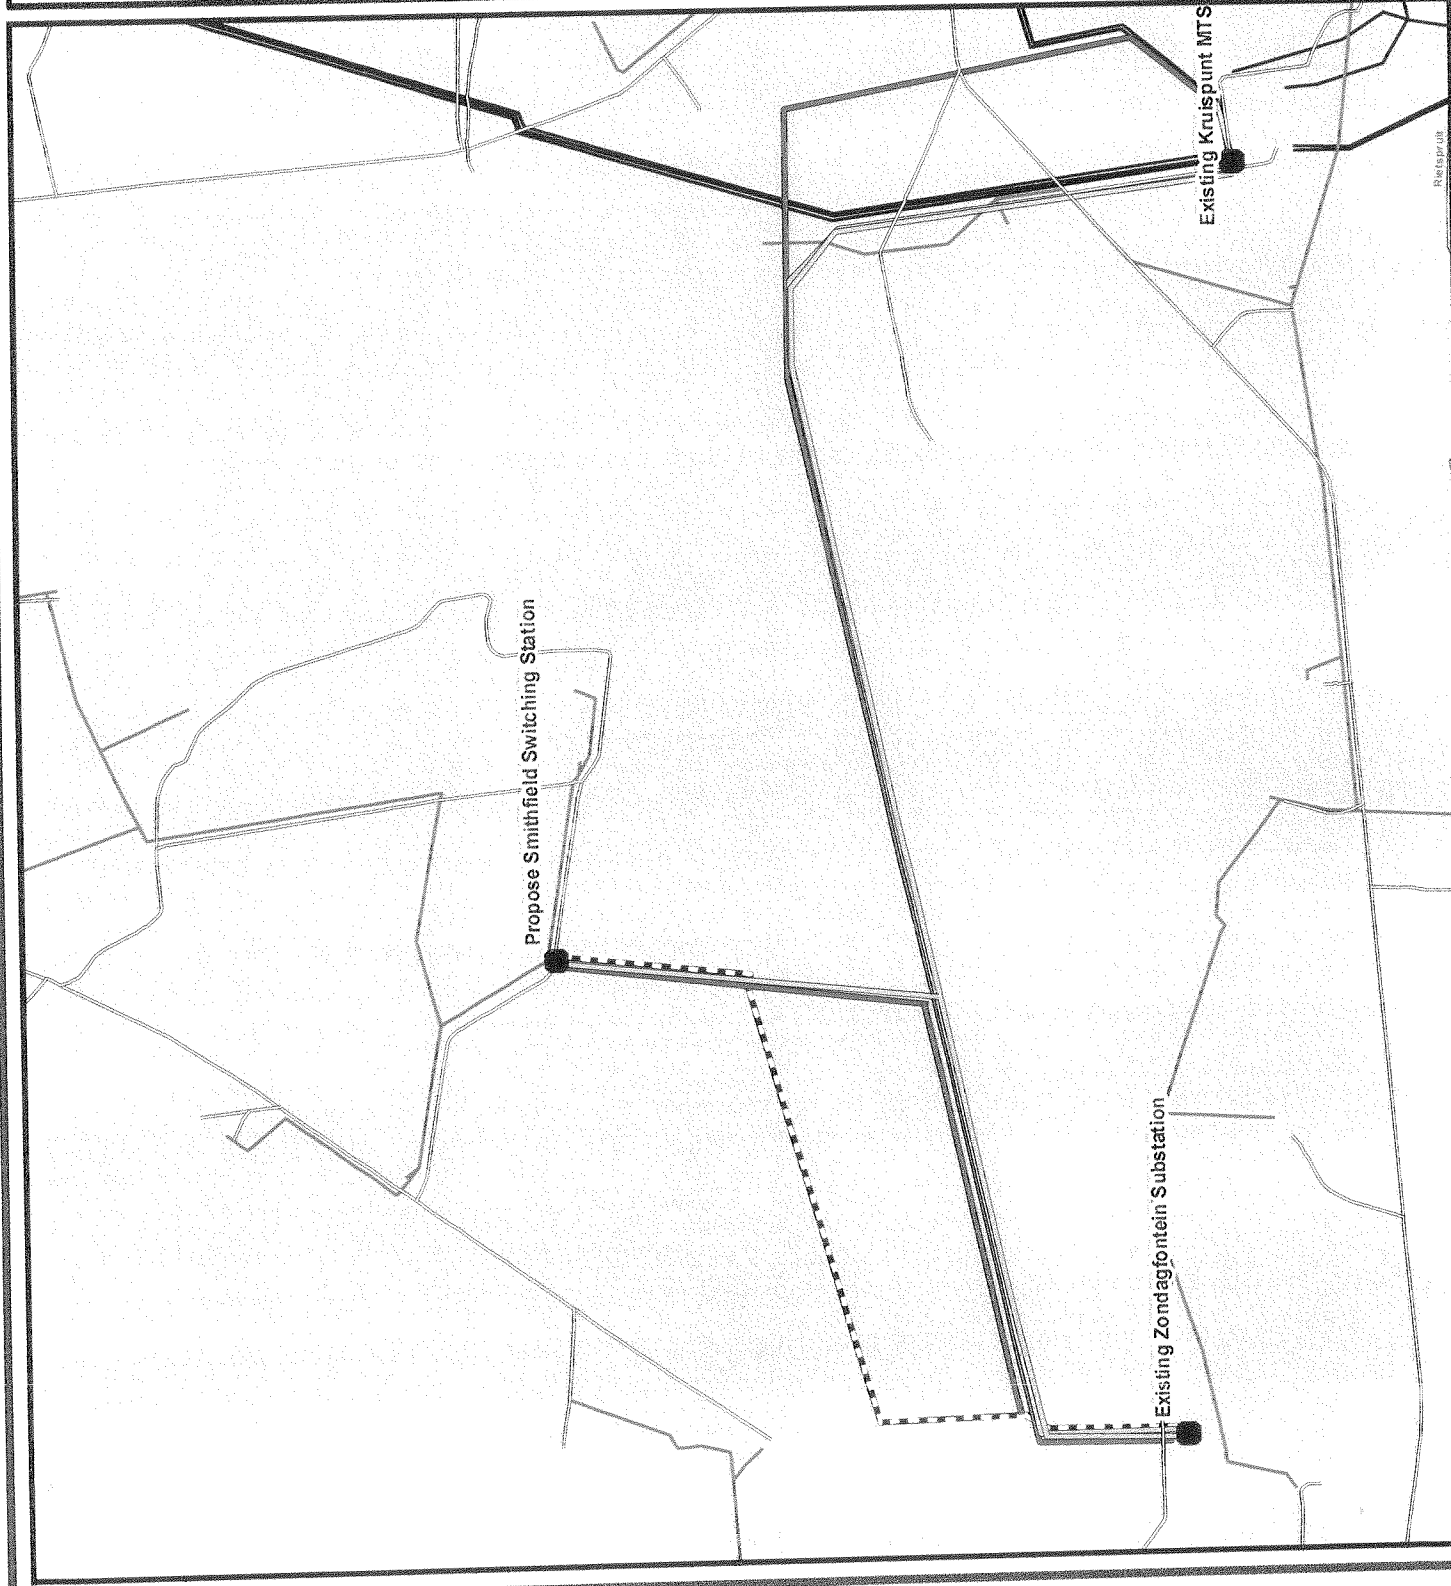 Existing Kruispunt MTS
Rietspruit
Propose Smithfield Switching Station
Existing Zondagfontein Substation